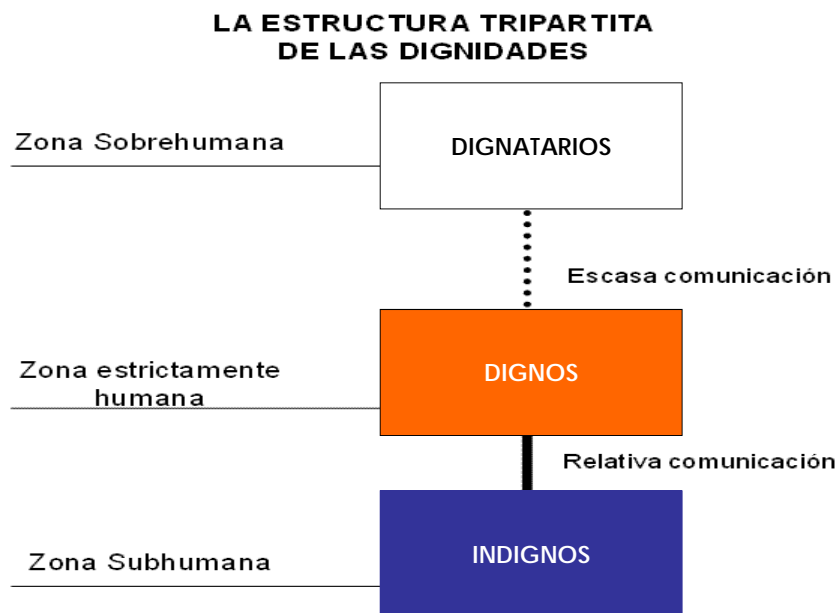 LA ESTRUCTURA TRIPARTITA
DE LAS DIGNIDADES
Zona Sobrehumana
DIGNATARIOS
Escasa comunicación
Zona estrictamente
humana
DIGNOS
Relativa comunicación
Zona Subhumana
INDIGNOS